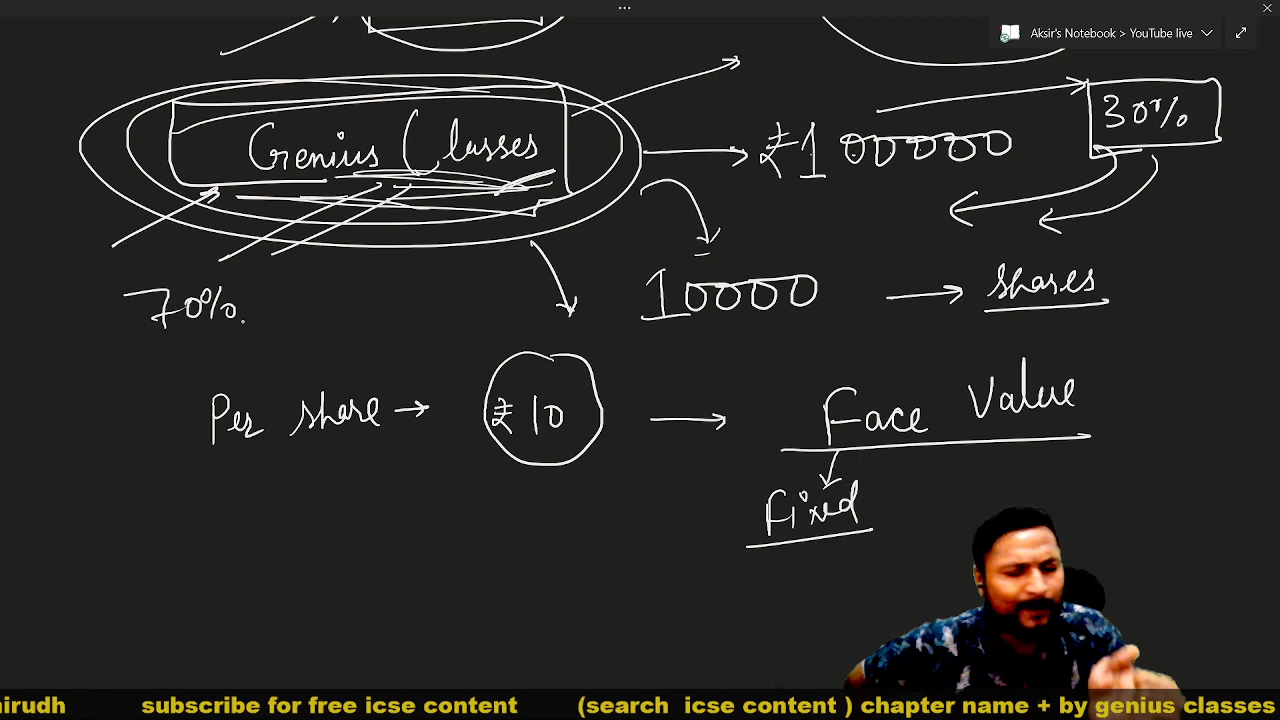 Aksir's Notebook > YouTube live
30%
Genius Classes
₹1 00000
70%
10000
shares
Per share → ₹10 → Face Value
Fixed
nirudh subscribe for free icse content (search icse content ) chapter name + by genius classes